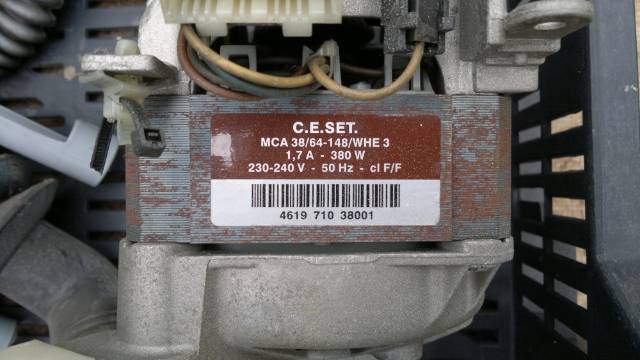 C.E.SET.
MCA 38/64-148/WHE 3
1,7 A - 380 W
230-240 V - 50 Hz - cl F/F
4619 710 38001